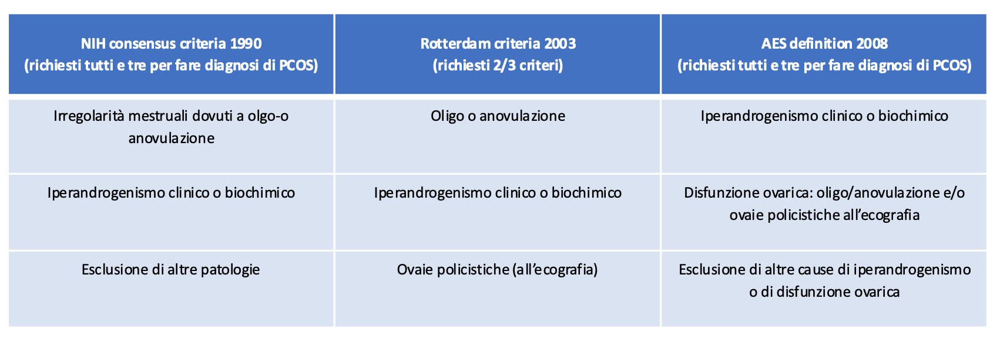 NIH consensus criteria 1990
(richiesti tutti e tre per fare diagnosi di PCOS)
Rotterdam criteria 2003
(richiesti 2/3 criteri)
AES definition 2008
(richiesti tutti e tre per fare diagnosi di PCOS)
Irregolarità mestruali dovuti a olgo-o
anovulazione
Oligo o anovulazione
Iperandrogenismo clinico o biochimico
Iperandrogenismo clinico o biochimico
Iperandrogenismo clinico o biochimico
Disfunzione ovarica: oligo/anovulazione e/o
ovaie policistiche all’ecografia
Esclusione di altre patologie
Ovaie policistiche (all’ecografia)
Esclusione di altre cause di iperandrogenismo
o di disfunzione ovarica